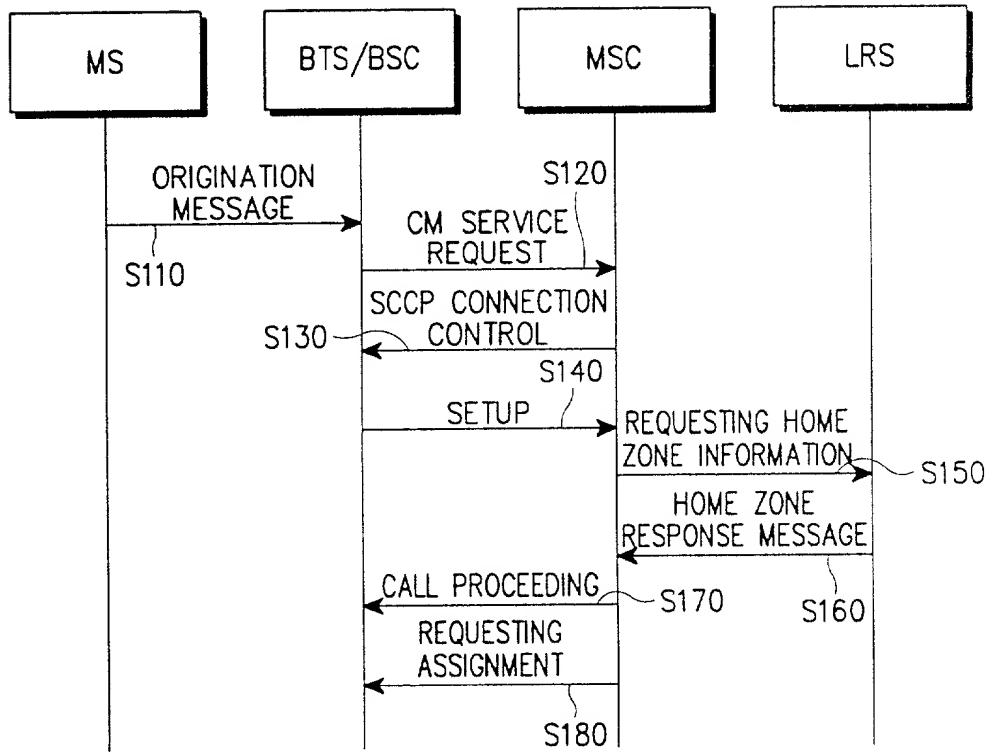 MS
BTS/BSC
MSC
LRS
ORIGINATION
MESSAGE
S110
S120
CM SERVICE
REQUEST
SCCP CONNECTION
CONTROL
S130
S140
SETUP
REQUESTING HOME
ZONE INFORMATION
S150
HOME ZONE
RESPONSE MESSAGE
S160
CALL PROCEEDING
S170
REQUESTING
ASSIGNMENT
S180